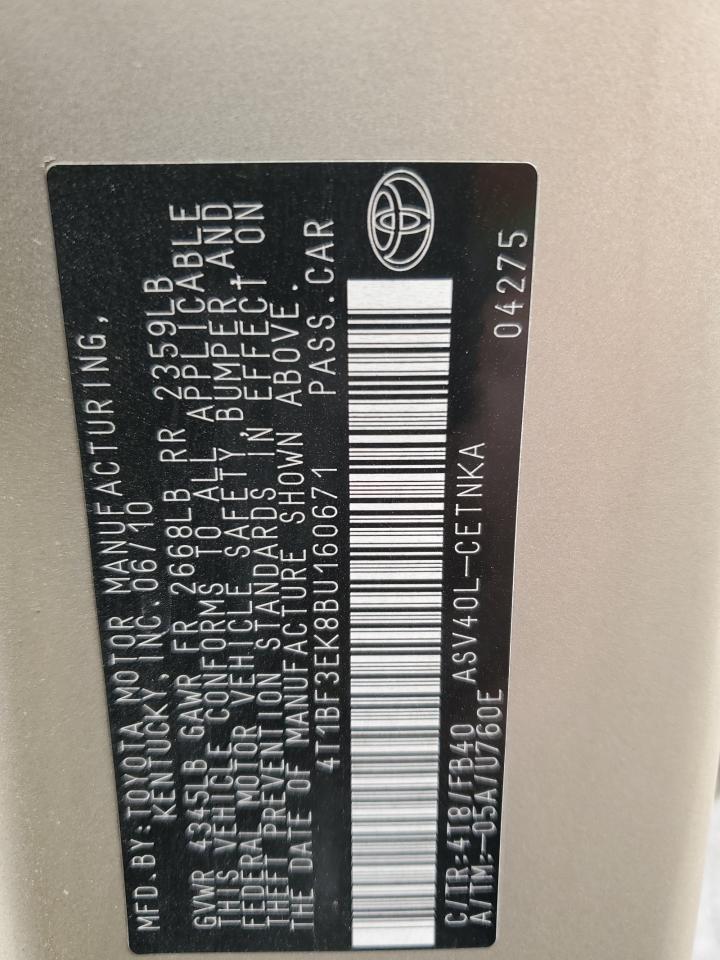 MFD.BY:TOYOTA MOTOR MANUFACTURING,
KENTUCKY, INC.06/10
GVWR 4345LB GAWR FR 2668LB RR 2359LB
THIS VEHICLE CONFORMS TO ALL APPLICABLE
FEDERAL MOTOR VEHICLE SAFETY, BUMPER, AND
THEFT PREVENTION STANDARDS IN EFFECT ON
THE DATE OF MANUFACTURE SHOWN ABOVE.
4T1BF3EK8BU160671 PASS.CAR
C/TR:4T8/FB40 ASV40L-CETNKA
A/TM:-05A/U760E
04275